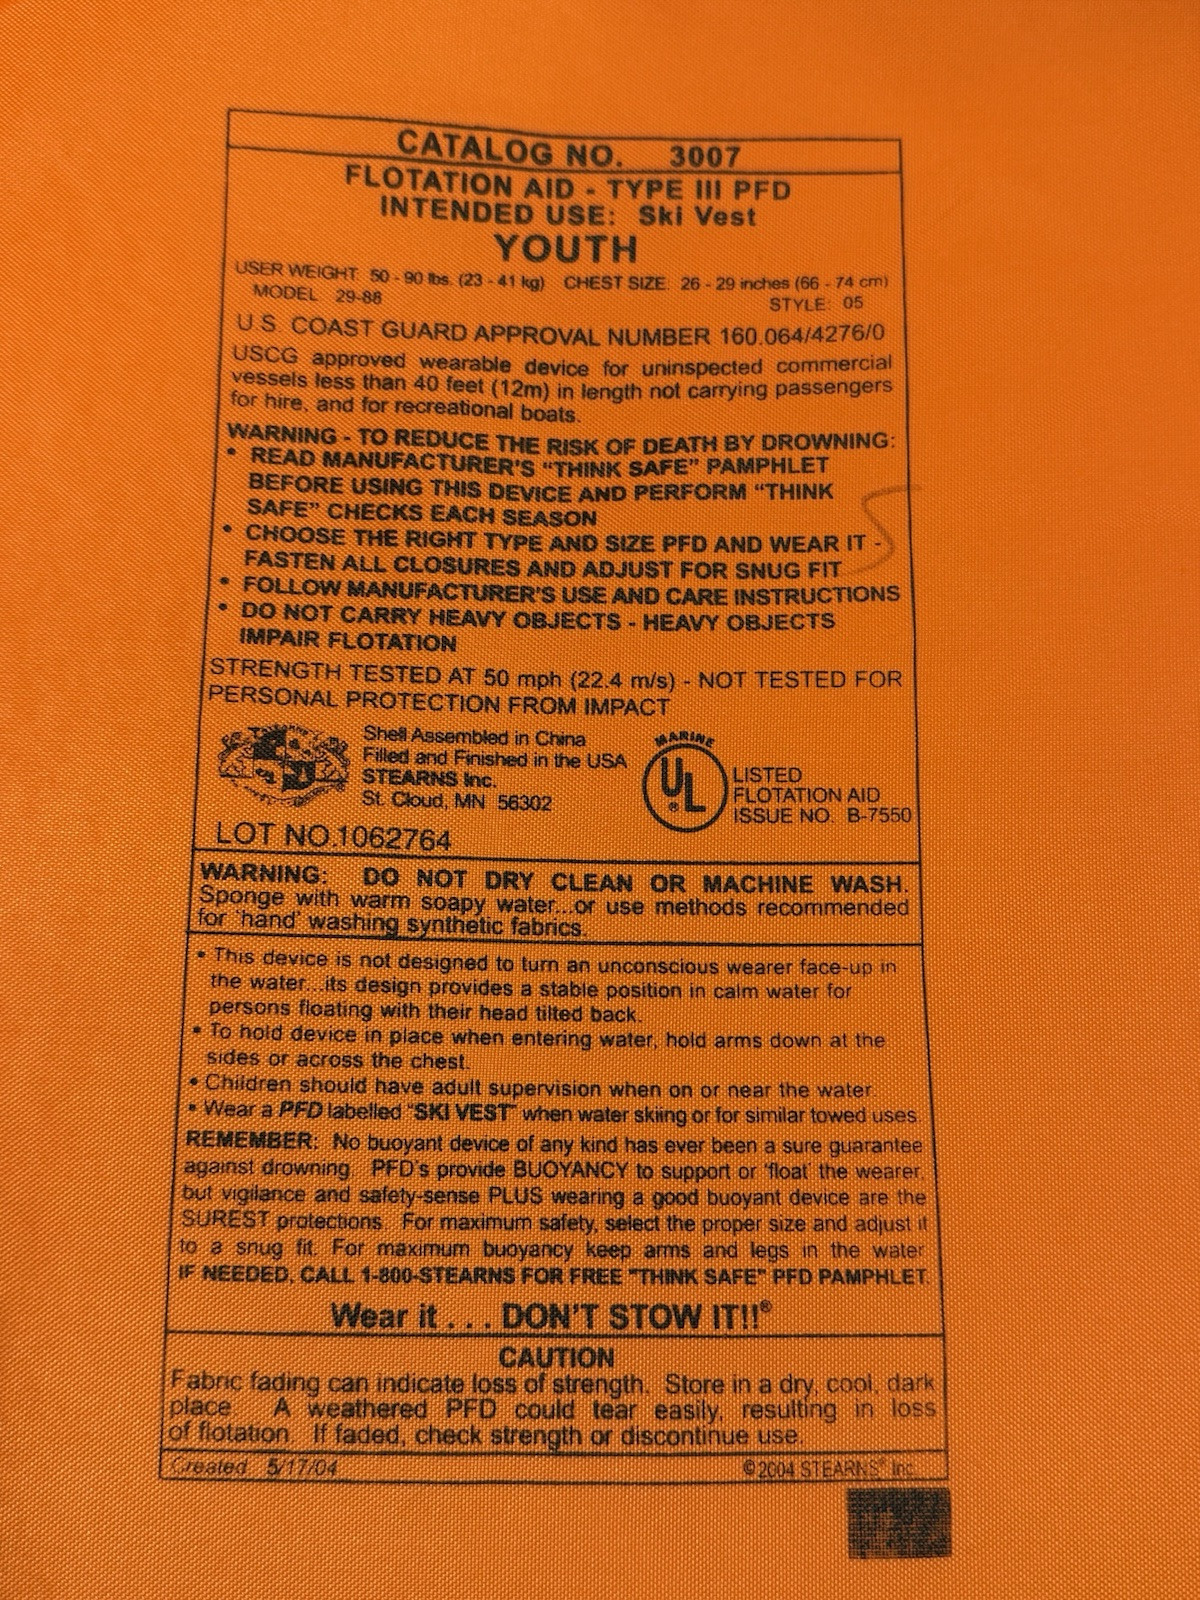 CATALOG NO. 3007
FLOTATION AID - TYPE III PFD
INTENDED USE: Ski Vest
YOUTH
USER WEIGHT: 50 - 90 lbs. (23 - 41 kg) CHEST SIZE: 26 - 29 inches (66 - 74 cm)
MODEL 29-88 STYLE: 05
U.S. COAST GUARD APPROVAL NUMBER 160.064/4276/0
USCG approved wearable device for uninspected commercial
vessels less than 40 feet (12m) in length not carrying passengers
for hire, and for recreational boats.
WARNING - TO REDUCE THE RISK OF DEATH BY DROWNING:
• READ MANUFACTURER'S “THINK SAFE” PAMPHLET
BEFORE USING THIS DEVICE AND PERFORM “THINK
SAFE” CHECKS EACH SEASON
• CHOOSE THE RIGHT TYPE AND SIZE PFD AND WEAR IT -
FASTEN ALL CLOSURES AND ADJUST FOR SNUG FIT
• FOLLOW MANUFACTURER'S USE AND CARE INSTRUCTIONS
• DO NOT CARRY HEAVY OBJECTS - HEAVY OBJECTS
IMPAIR FLOTATION
STRENGTH TESTED AT 50 mph (22.4 m/s) - NOT TESTED FOR
PERSONAL PROTECTION FROM IMPACT
Shell Assembled in China
Filled and Finished in the USA
STEARNS Inc.
St. Cloud, MN 56302
MARINE
UL ®
LISTED
FLOTATION AID
ISSUE NO. B-7550
LOT NO.1062764
WARNING: DO NOT DRY CLEAN OR MACHINE WASH.
Sponge with warm soapy water...or use methods recommended
for 'hand' washing synthetic fabrics.
• This device is not designed to turn an unconscious wearer face-up in
the water...its design provides a stable position in calm water for
persons floating with their head tilted back.
• To hold device in place when entering water, hold arms down at the
sides or across the chest.
• Children should have adult supervision when on or near the water.
• Wear a PFD labelled "SKI VEST" when water skiing or for similar towed uses.
REMEMBER: No buoyant device of any kind has ever been a sure guarantee
against drowning. PFD's provide BUOYANCY to support or 'float' the wearer,
but vigilance and safety-sense PLUS wearing a good buoyant device are the
SUREST protections. For maximum safety, select the proper size and adjust it
to a snug fit. For maximum buoyancy keep arms and legs in the water
IF NEEDED, CALL 1-800-STEARNS FOR FREE "THINK SAFE" PFD PAMPHLET.
Wear it . . . DON'T STOW IT!!®
CAUTION
Fabric fading can indicate loss of strength. Store in a dry, cool, dark
place. A weathered PFD could tear easily, resulting in loss
of flotation. If faded, check strength or discontinue use.
Created 5/17/04 © 2004 STEARNS® Inc.